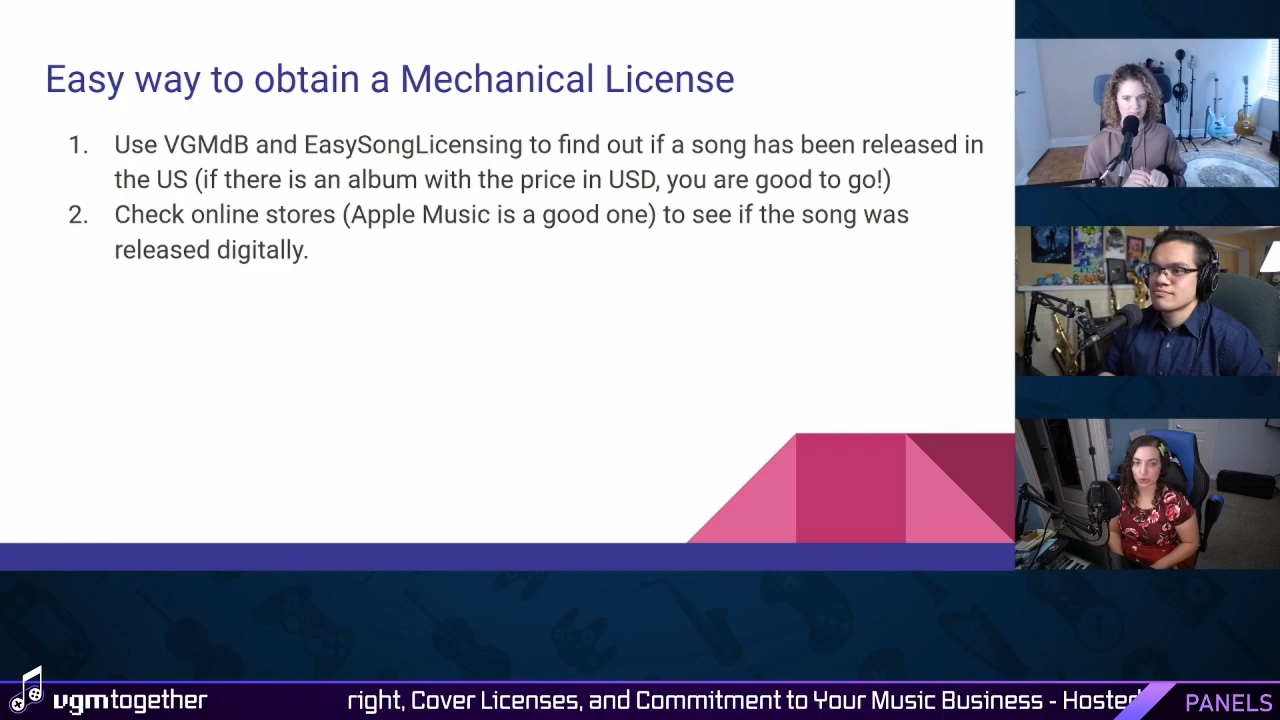 Easy way to obtain a Mechanical License
1. Use VGMdB and EasySongLicensing to find out if a song has been released in
the US (if there is an album with the price in USD, you are good to go!)
2. Check online stores (Apple Music is a good one) to see if the song was
released digitally.
vgmtogether
right, Cover Licenses, and Commitment to Your Music Business - Hosted
PANELS